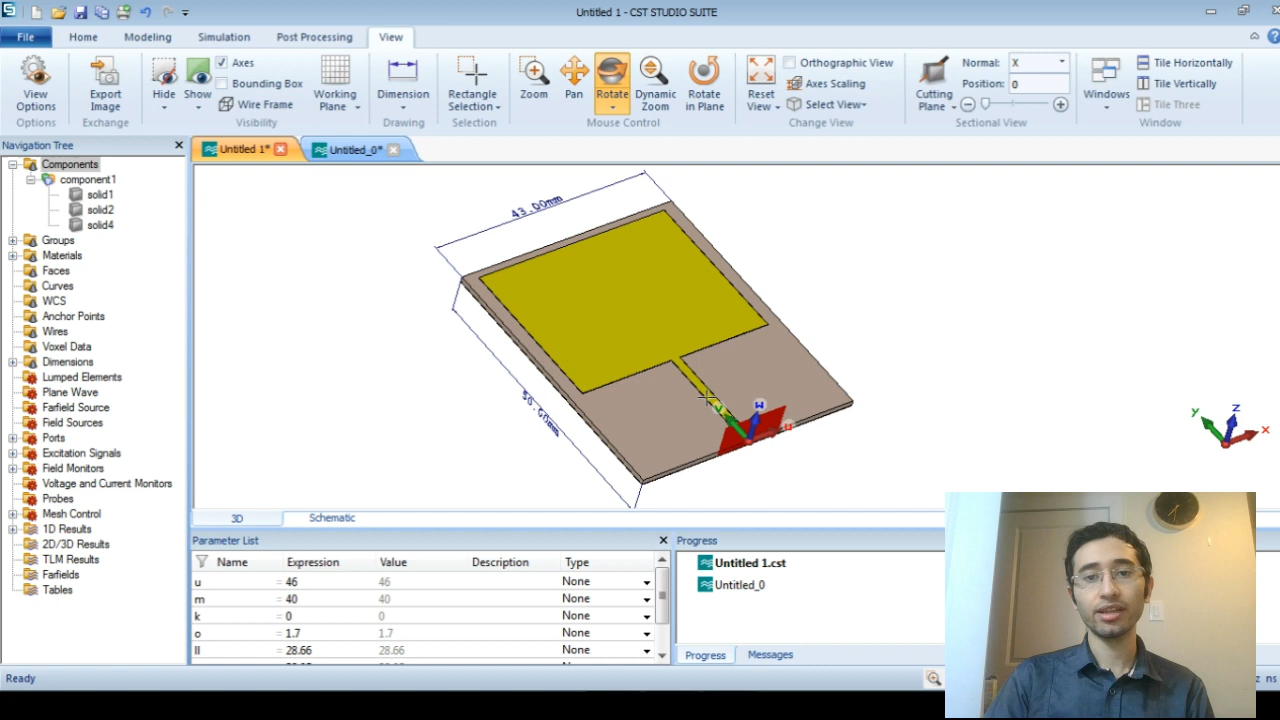 Untitled 1 - CST STUDIO SUITE
File Home Modeling Simulation Post Processing View
View Options
Export Image
Hide
Show
Axes
Bounding Box
Wire Frame
Working Plane
Dimension
Rectangle Selection
Zoom
Pan
Rotate
Dynamic Zoom
Rotate in Plane
Reset View
Orthographic View
Axes Scaling
Select View
Cutting Plane
Normal: X
Position: 0
Windows
Tile Horizontally
Tile Vertically
Tile Three
Options Exchange Visibility Drawing Selection Mouse Control Change View Sectional View Window
Navigation Tree
Untitled 1* Untitled_0*
Components
component1
solid1
solid2
solid4
Groups
Materials
Faces
Curves
WCS
Anchor Points
Wires
Voxel Data
Dimensions
Lumped Elements
Plane Wave
Farfield Source
Field Sources
Ports
Excitation Signals
Field Monitors
Voltage and Current Monitors
Probes
Mesh Control
1D Results
2D/3D Results
TLM Results
Farfields
Tables
43.00mm
50.00mm
v w u
y z x
3D Schematic
Parameter List
Name Expression Value Description Type
u = 46 46 None
m = 40 40 None
k = 0 0 None
o = 1.7 1.7 None
ll = 28.66 28.66 None
Progress
Untitled 1.cst
Untitled_0
Progress Messages
Ready
z ns